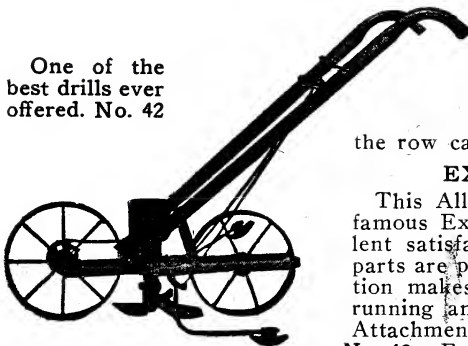 One of the
best drills ever
offered. No. 42
the row ca
EX
This All
famous Ex
lent satisfa
parts are p
tion makes
running an
Attachmen